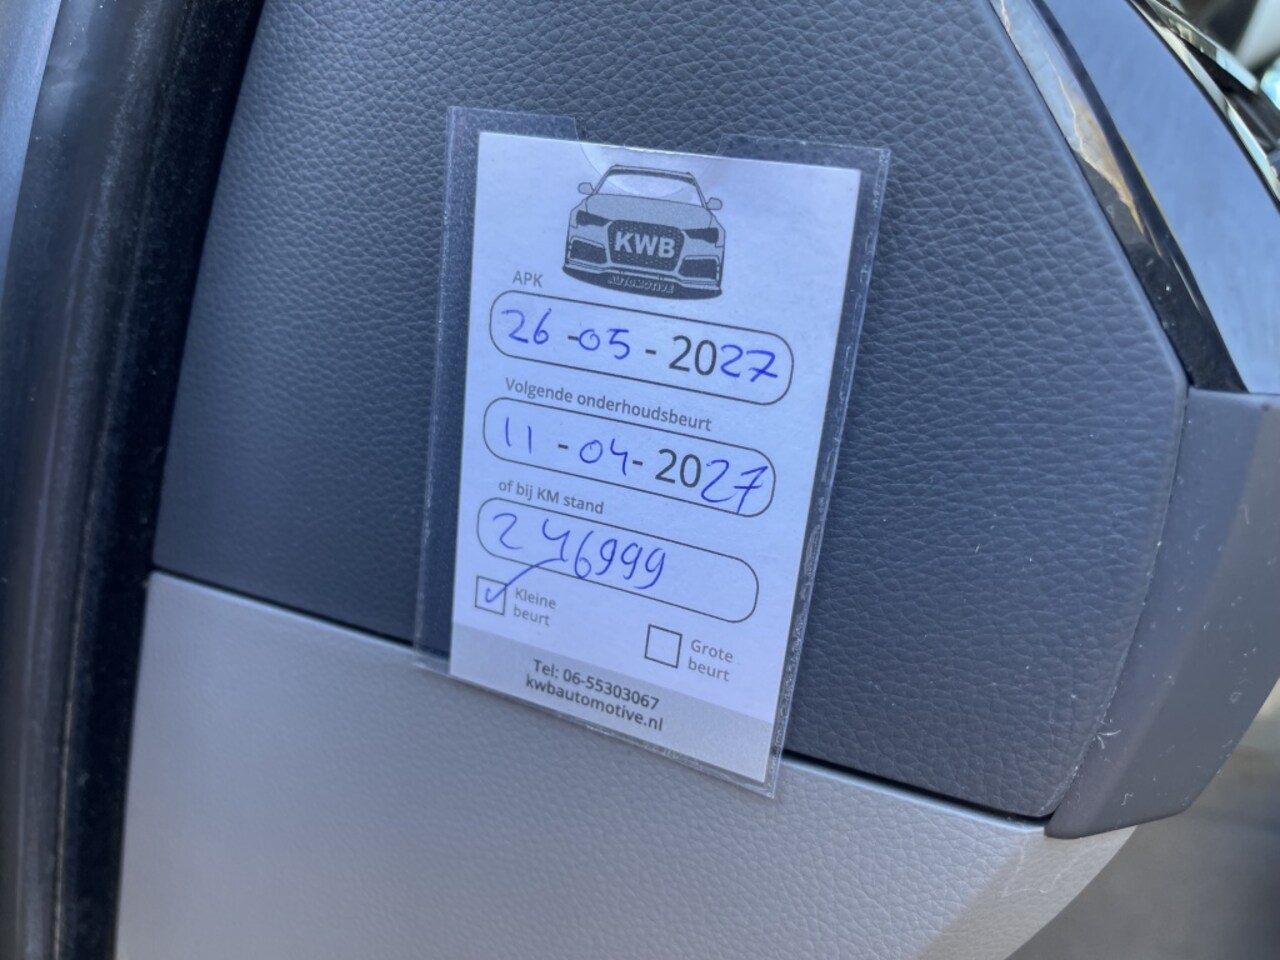 KWB
AUTOMOTIVE
APK
26-05-2027
Volgende onderhoudsbeurt
11-04-2027
of bij KM stand
246999
Kleine
beurt
Grote
beurt
Tel: 06-55303067
kwbautomotive.nl